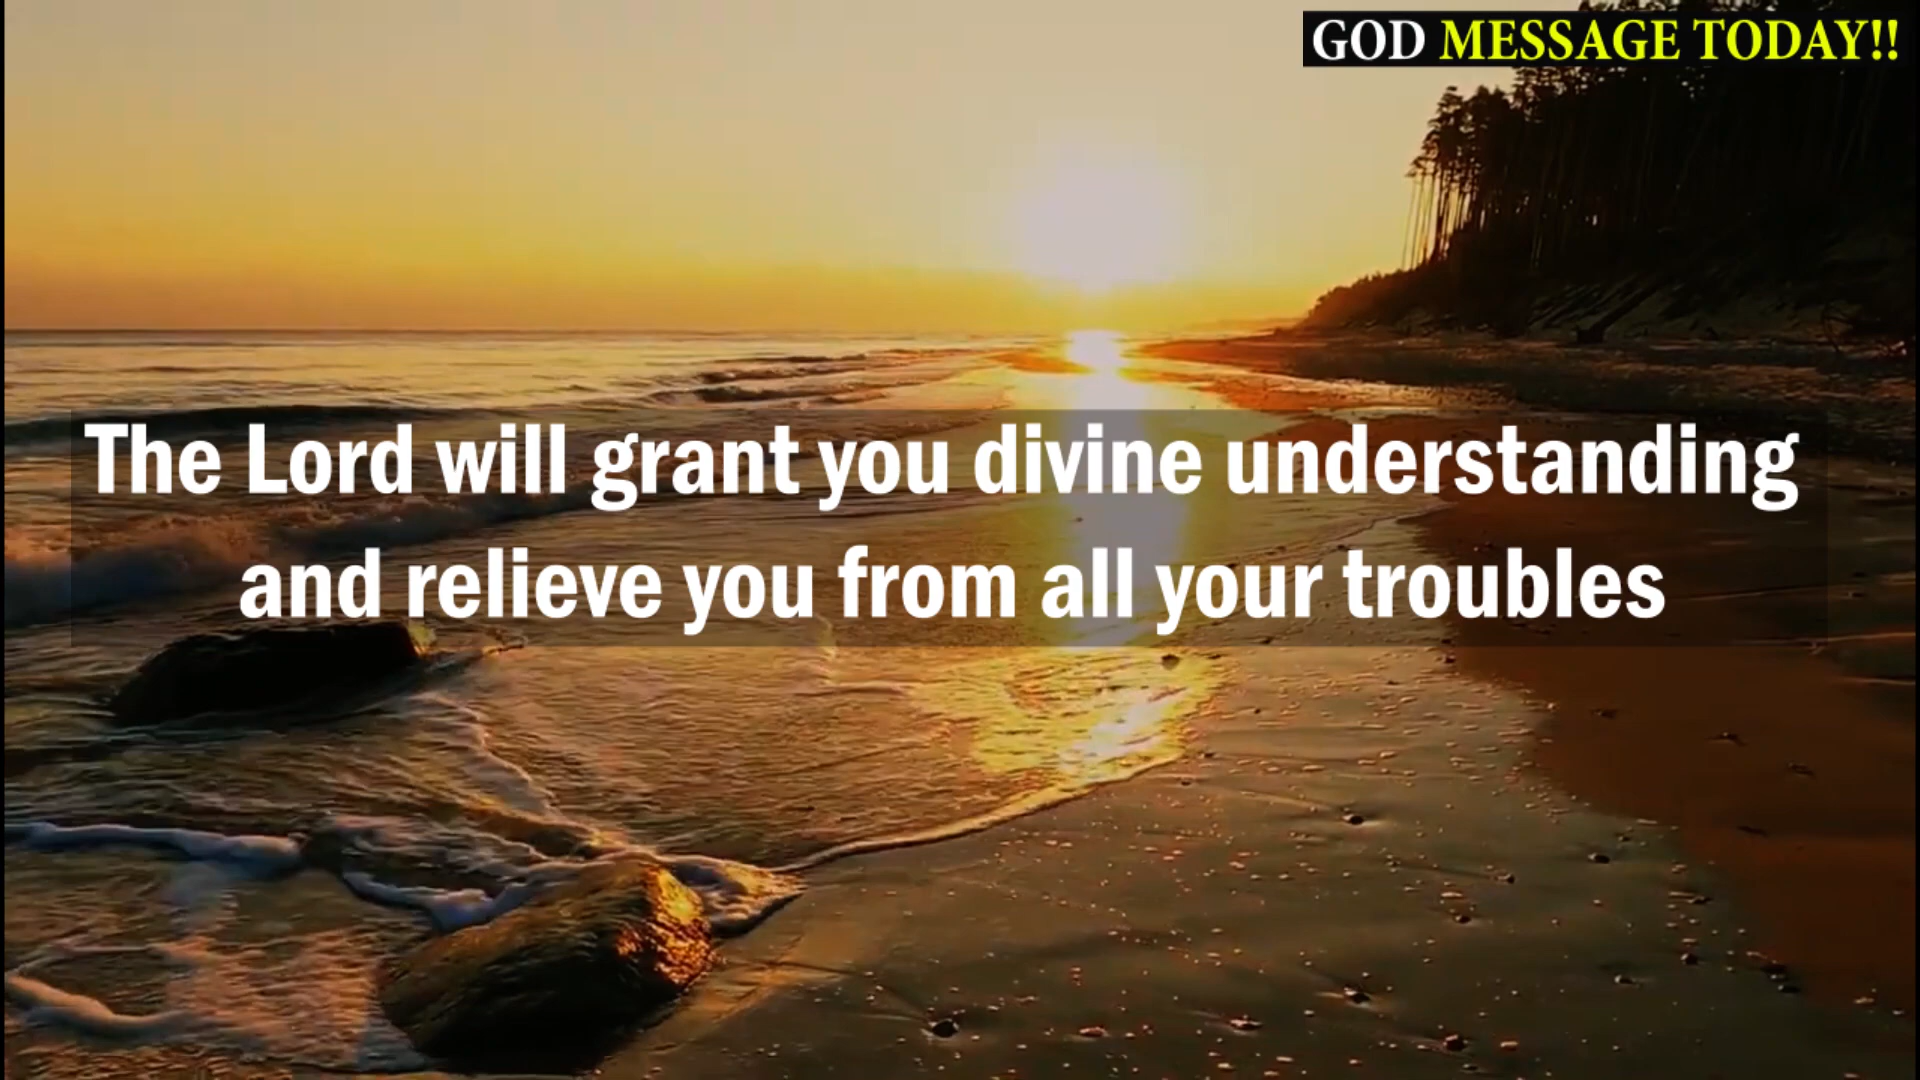 GOD MESSAGE TODAY!!
The Lord will grant you divine understanding
and relieve you from all your troubles